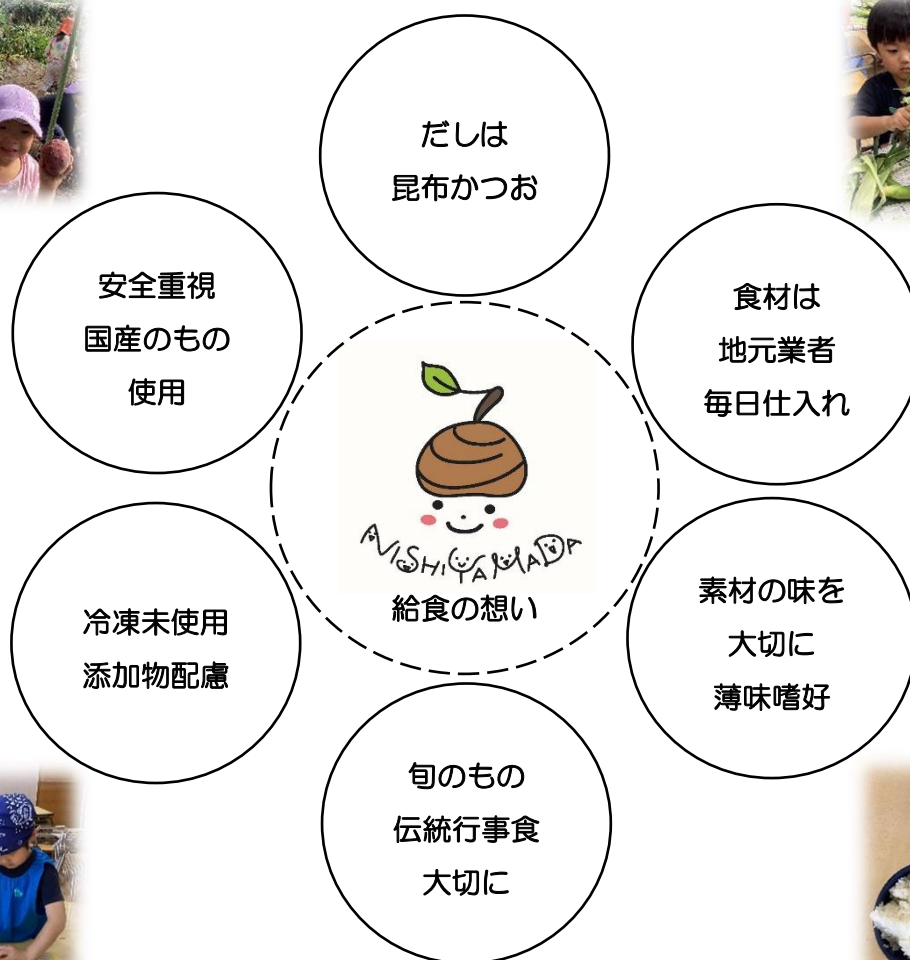 だしは
昆布かつお
安全重視
国産のもの
使用
食材は
地元業者
毎日仕入れ
NISHIYAMADA
給食の想い
冷凍未使用
添加物配慮
素材の味を
大切に
薄味嗜好
旬のもの
伝統行事食
大切に